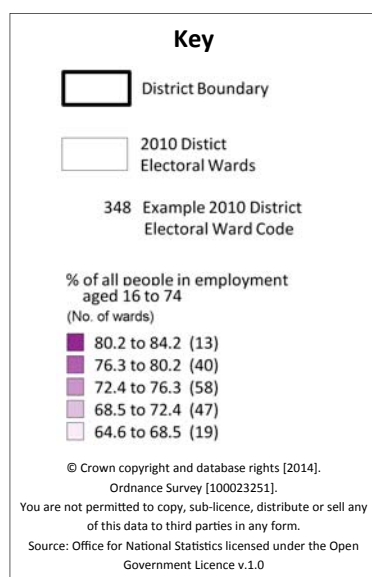 Key
District Boundary
2010 Distict
Electoral Wards
348 Example 2010 District
Electoral Ward Code
% of all people in employment
aged 16 to 74
(No. of wards)
80.2 to 84.2 (13)
76.3 to 80.2 (40)
72.4 to 76.3 (58)
68.5 to 72.4 (47)
64.6 to 68.5 (19)
© Crown copyright and database rights [2014].
Ordnance Survey [100023251].
You are not permitted to copy, sub-licence, distribute or sell any
of this data to third parties in any form.
Source: Office for National Statistics licensed under the Open
Government Licence v.1.0